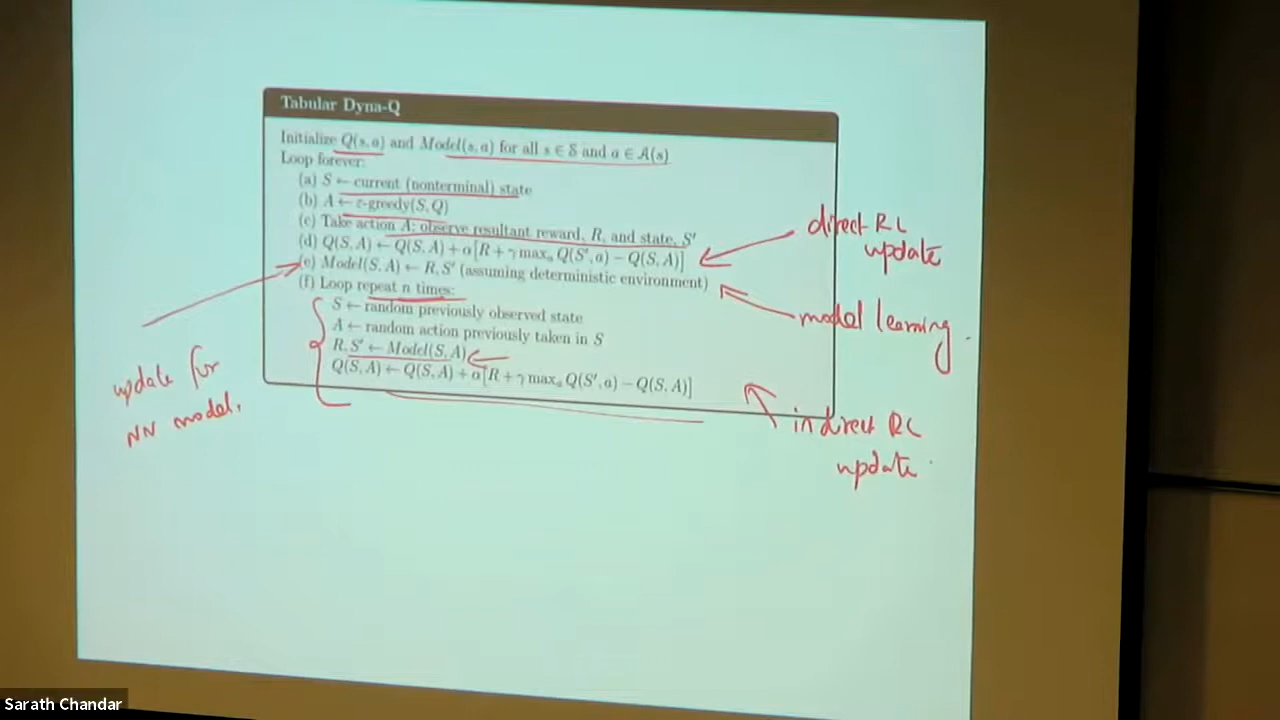 Tabular Dyna-Q
Initialize Q(s, a) and Model(s, a) for all s ∈ S and a ∈ A(s)
Loop forever:
(a) S ← current (nonterminal) state
(b) A ← ε-greedy(S, Q)
(c) Take action A; observe resultant reward, R, and state, S′
(d) Q(S, A) ← Q(S, A) + α[R + γ maxₐ Q(S′, a) − Q(S, A)]
(e) Model(S, A) ← R, S′ (assuming deterministic environment)
(f) Loop repeat n times:
S ← random previously observed state
A ← random action previously taken in S
R, S′ ← Model(S, A)
Q(S, A) ← Q(S, A) + α[R + γ maxₐ Q(S′, a) − Q(S, A)]
direct RL
update
model learning.
indirect RL
update.
update for
NN model.
Sarath Chandar